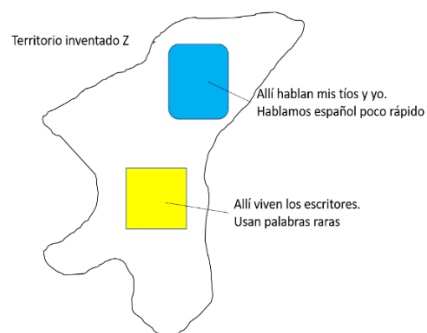 Territorio inventado Z
Allí hablan mis tíos y yo.
Hablamos español poco rápido
Allí viven los escritores.
Usan palabras raras